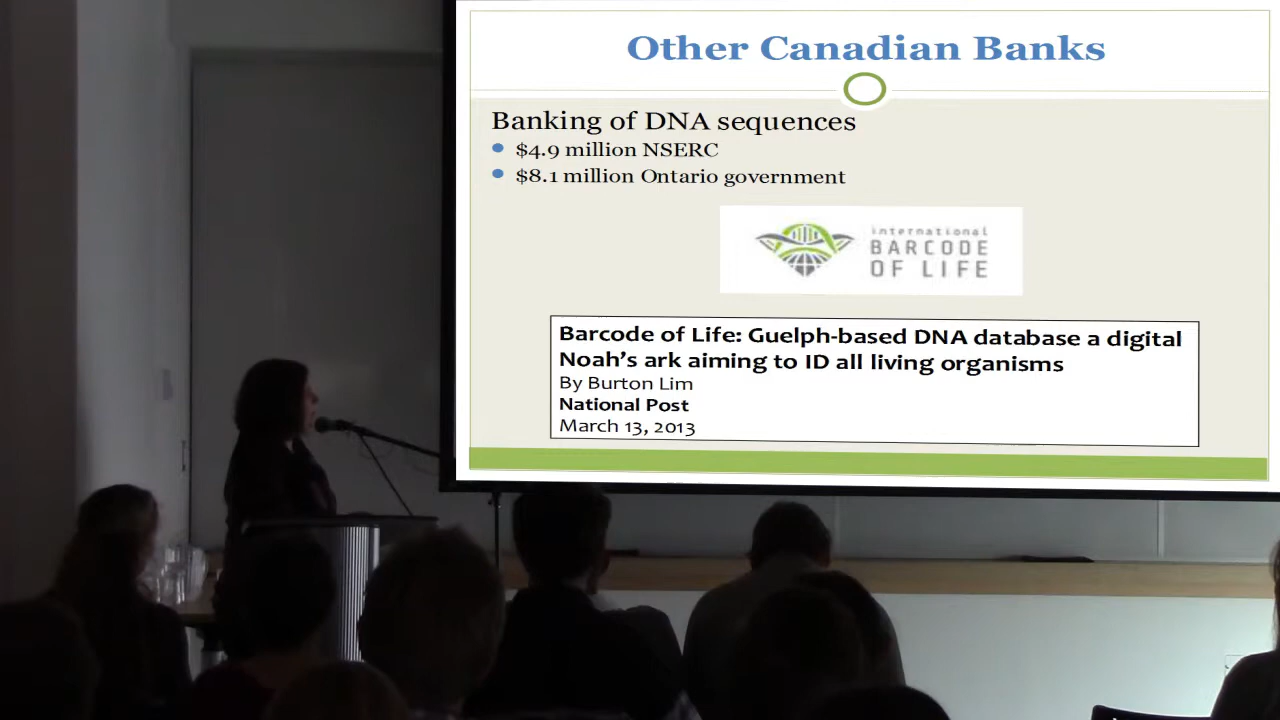 Other Canadian Banks
Banking of DNA sequences
$4.9 million NSERC
$8.1 million Ontario government
international
BARCODE
OF LIFE
Barcode of Life: Guelph-based DNA database a digital
Noah's ark aiming to ID all living organisms
By Burton Lim
National Post
March 13, 2013